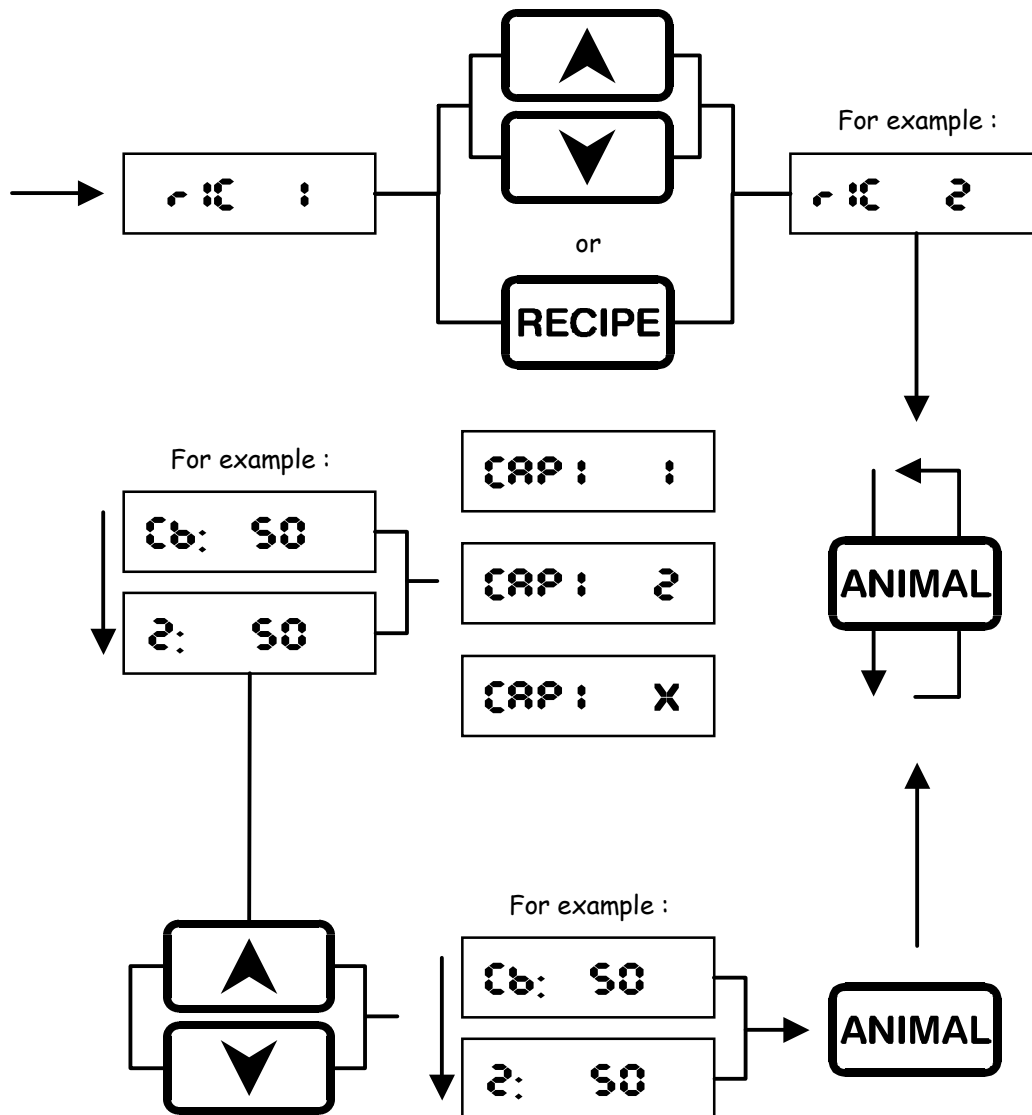 For example :
riC 1
riC 2
or
RECIPE
For example :
CAP: 1
Cb: 50
CAP: 2
ANIMAL
2: 50
CAP: X
For example :
Cb: 50
ANIMAL
2: 50